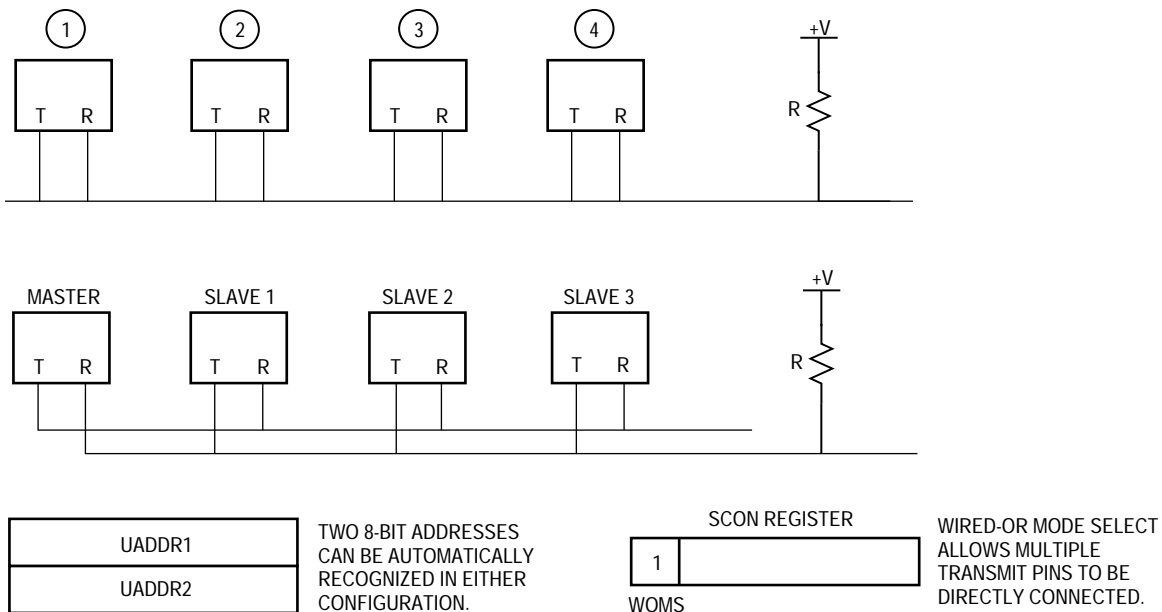 1 2 3 4 +V
T R T R T R T R R
+V
MASTER SLAVE 1 SLAVE 2 SLAVE 3
T R T R T R T R R
UADDR1
UADDR2
TWO 8-BIT ADDRESSES
CAN BE AUTOMATICALLY
RECOGNIZED IN EITHER
CONFIGURATION.
SCON REGISTER
1
WOMS
WIRED-OR MODE SELECT
ALLOWS MULTIPLE
TRANSMIT PINS TO BE
DIRECTLY CONNECTED.